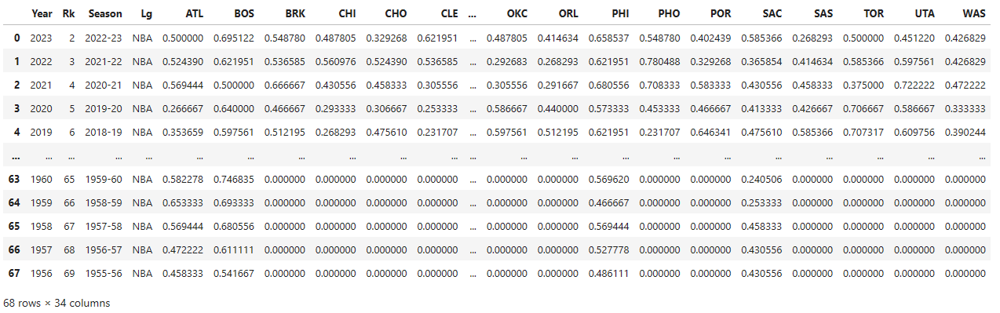 Year Rk Season Lg ATL BOS BRK CHI CHO CLE ... OKC ORL PHI PHO POR SAC SAS TOR UTA WAS
0 2023 2 2022-23 NBA 0.500000 0.695122 0.548780 0.487805 0.329268 0.621951 ... 0.487805 0.414634 0.658537 0.548780 0.402439 0.585366 0.268293 0.500000 0.451220 0.426829
1 2022 3 2021-22 NBA 0.524390 0.621951 0.536585 0.560976 0.524390 0.536585 ... 0.292683 0.268293 0.621951 0.780488 0.329268 0.365854 0.414634 0.585366 0.597561 0.426829
2 2021 4 2020-21 NBA 0.569444 0.500000 0.666667 0.430556 0.458333 0.305556 ... 0.305556 0.291667 0.680556 0.708333 0.583333 0.430556 0.458333 0.375000 0.722222 0.472222
3 2020 5 2019-20 NBA 0.266667 0.640000 0.466667 0.293333 0.306667 0.253333 ... 0.586667 0.440000 0.573333 0.453333 0.466667 0.413333 0.426667 0.706667 0.586667 0.333333
4 2019 6 2018-19 NBA 0.353659 0.597561 0.512195 0.268293 0.475610 0.231707 ... 0.597561 0.512195 0.621951 0.231707 0.646341 0.475610 0.585366 0.707317 0.609756 0.390244
... ... ... ... ... ... ... ... ... ... ... ... ... ... ... ... ... ... ... ... ... ...
63 1960 65 1959-60 NBA 0.582278 0.746835 0.000000 0.000000 0.000000 0.000000 ... 0.000000 0.000000 0.569620 0.000000 0.000000 0.240506 0.000000 0.000000 0.000000 0.000000
64 1959 66 1958-59 NBA 0.653333 0.693333 0.000000 0.000000 0.000000 0.000000 ... 0.000000 0.000000 0.466667 0.000000 0.000000 0.253333 0.000000 0.000000 0.000000 0.000000
65 1958 67 1957-58 NBA 0.569444 0.680556 0.000000 0.000000 0.000000 0.000000 ... 0.000000 0.000000 0.569444 0.000000 0.000000 0.458333 0.000000 0.000000 0.000000 0.000000
66 1957 68 1956-57 NBA 0.472222 0.611111 0.000000 0.000000 0.000000 0.000000 ... 0.000000 0.000000 0.527778 0.000000 0.000000 0.430556 0.000000 0.000000 0.000000 0.000000
67 1956 69 1955-56 NBA 0.458333 0.541667 0.000000 0.000000 0.000000 0.000000 ... 0.000000 0.000000 0.486111 0.000000 0.000000 0.430556 0.000000 0.000000 0.000000 0.000000
68 rows × 34 columns